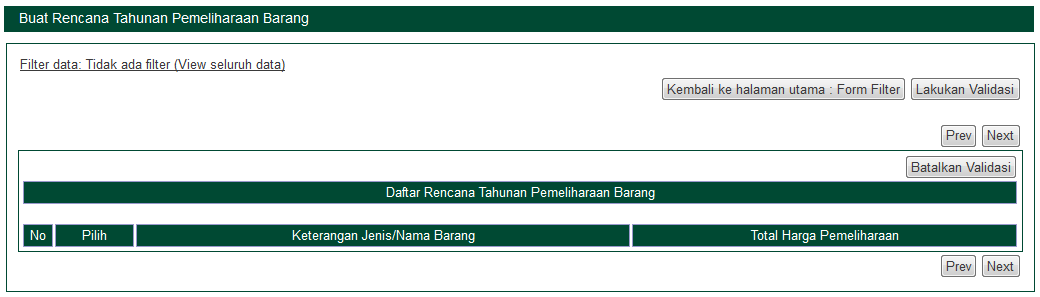 Buat Rencana Tahunan Pemeliharaan Barang
Filter data: Tidak ada filter (View seluruh data)
Kembali ke halaman utama : Form Filter Lakukan Validasi
Prev Next
Batalkan Validasi
Daftar Rencana Tahunan Pemeliharaan Barang
No Pilih Keterangan Jenis/Nama Barang Total Harga Pemeliharaan
Prev Next